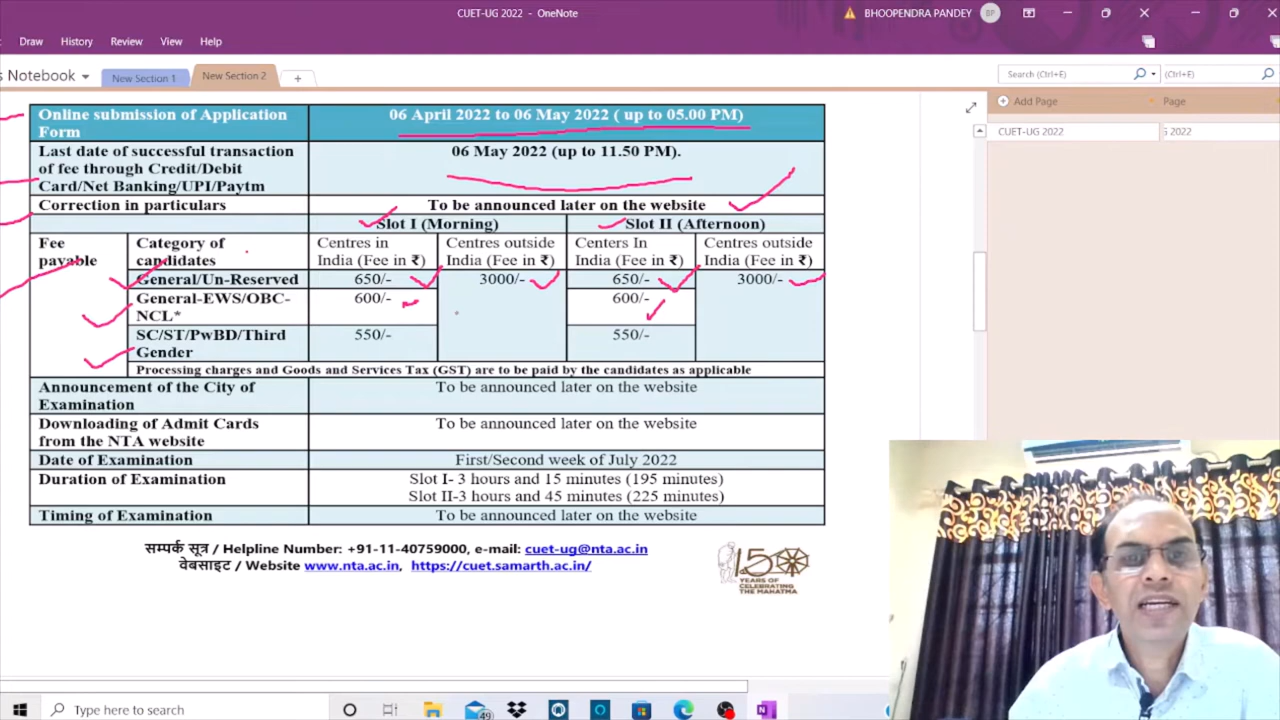 CUET-UG 2022 - OneNote
BHOOPENDRA PANDEY BP
Draw History Review View Help
s Notebook New Section 1 New Section 2 +
Search (Ctrl+E) (Ctrl+E)
Add Page Page
CUET-UG 2022 2022
Online submission of Application Form
06 April 2022 to 06 May 2022 ( up to 05.00 PM)
Last date of successful transaction of fee through Credit/Debit Card/Net Banking/UPI/Paytm
06 May 2022 (up to 11.50 PM).
Correction in particulars
To be announced later on the website
Slot I (Morning) Slot II (Afternoon)
Fee payable
Category of candidates
Centres in India (Fee in ₹)
Centres outside India (Fee in ₹)
Centers In India (Fee in ₹)
Centres outside India (Fee in ₹)
General/Un-Reserved 650/- 3000/- 650/- 3000/-
General-EWS/OBC-NCL* 600/- 600/-
SC/ST/PwBD/Third Gender 550/- 550/-
Processing charges and Goods and Services Tax (GST) are to be paid by the candidates as applicable
Announcement of the City of Examination
To be announced later on the website
Downloading of Admit Cards from the NTA website
To be announced later on the website
Date of Examination
First/Second week of July 2022
Duration of Examination
Slot I- 3 hours and 15 minutes (195 minutes)
Slot II-3 hours and 45 minutes (225 minutes)
Timing of Examination
To be announced later on the website
सम्पर्क सूत्र / Helpline Number: +91-11-40759000, e-mail: cuet-ug@nta.ac.in
वेबसाइट / Website www.nta.ac.in, https://cuet.samarth.ac.in/
150
YEARS OF
CELEBRATING
THE MAHATMA
Type here to search
49